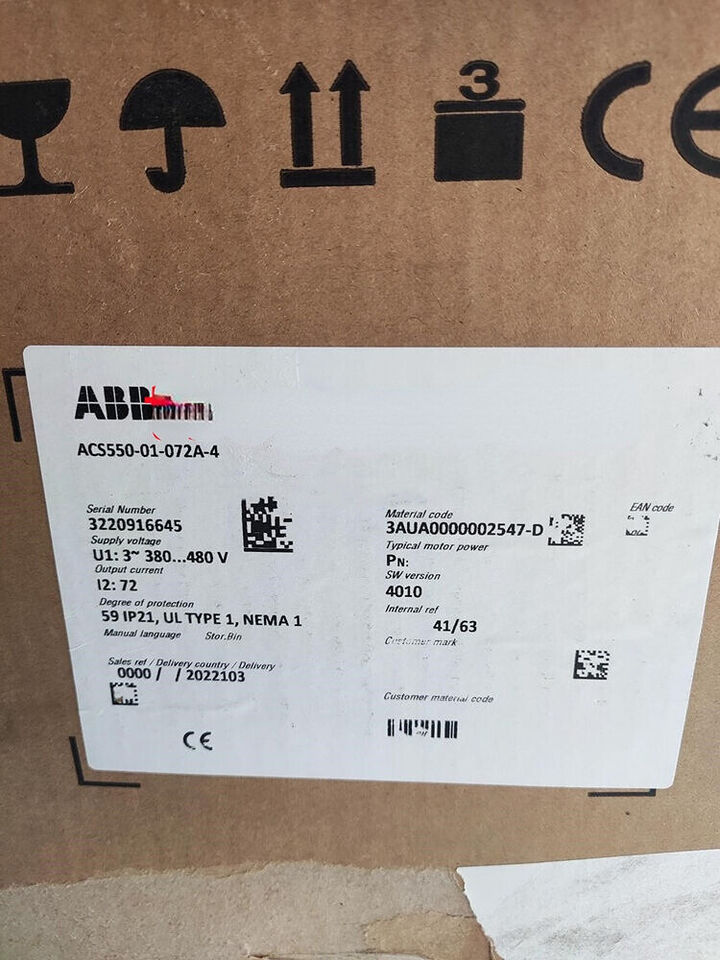 3
CE
ABB
ACS550-01-072A-4
Serial Number
3220916645
Supply voltage
U1: 3~ 380...480 V
Output current
I2: 72
Degree of protection
59 IP21, UL TYPE 1, NEMA 1
Manual language Stor.Bin
Sales ref / Delivery country / Delivery
0000 / / 2022103
CE
Material code
3AUA0000002547-D
Typical motor power
PN:
SW version
4010
Internal ref
41/63
Customer mark
Customer material code
EAN code